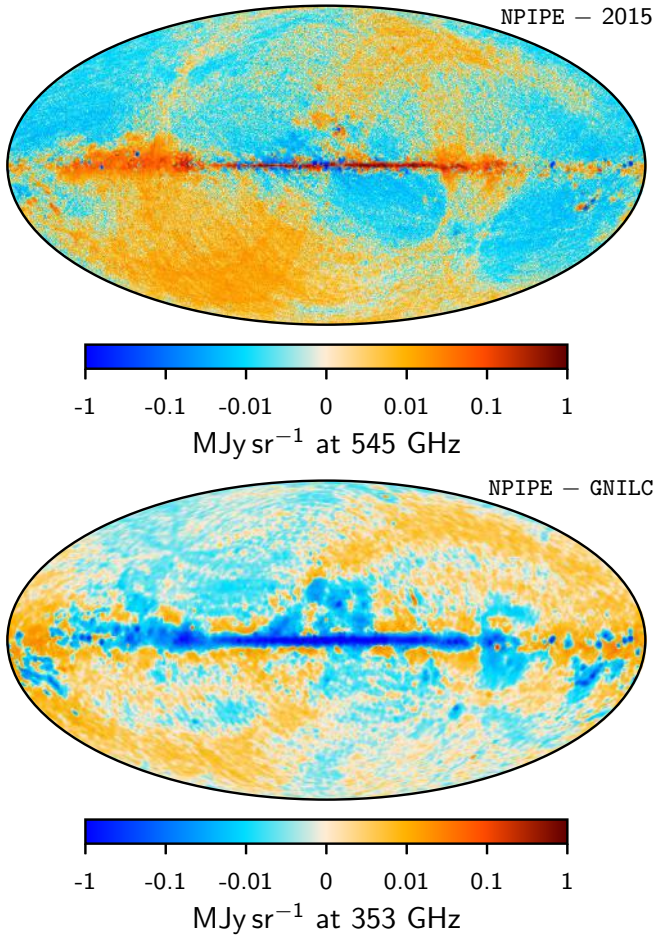 NPIPE − 2015
-1 -0.1 -0.01 0 0.01 0.1 1
MJy sr⁻¹ at 545 GHz
NPIPE − GNILC
-1 -0.1 -0.01 0 0.01 0.1 1
MJy sr⁻¹ at 353 GHz